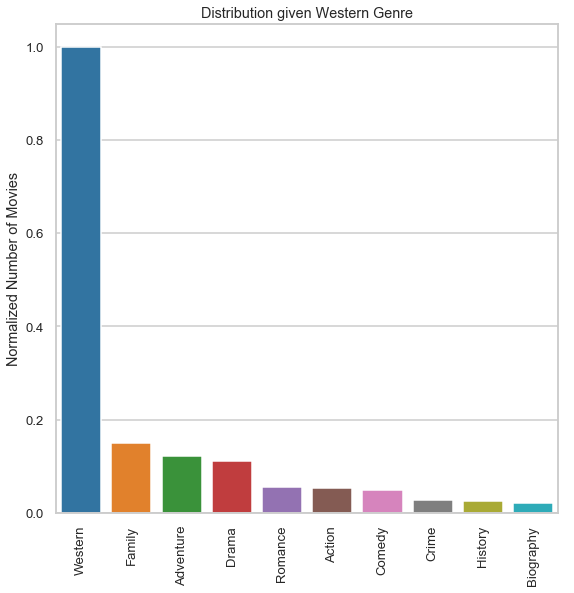 Distribution given Western Genre
Normalized Number of Movies
1.0
0.8
0.6
0.4
0.2
0.0
Western
Family
Adventure
Drama
Romance
Action
Comedy
Crime
History
Biography